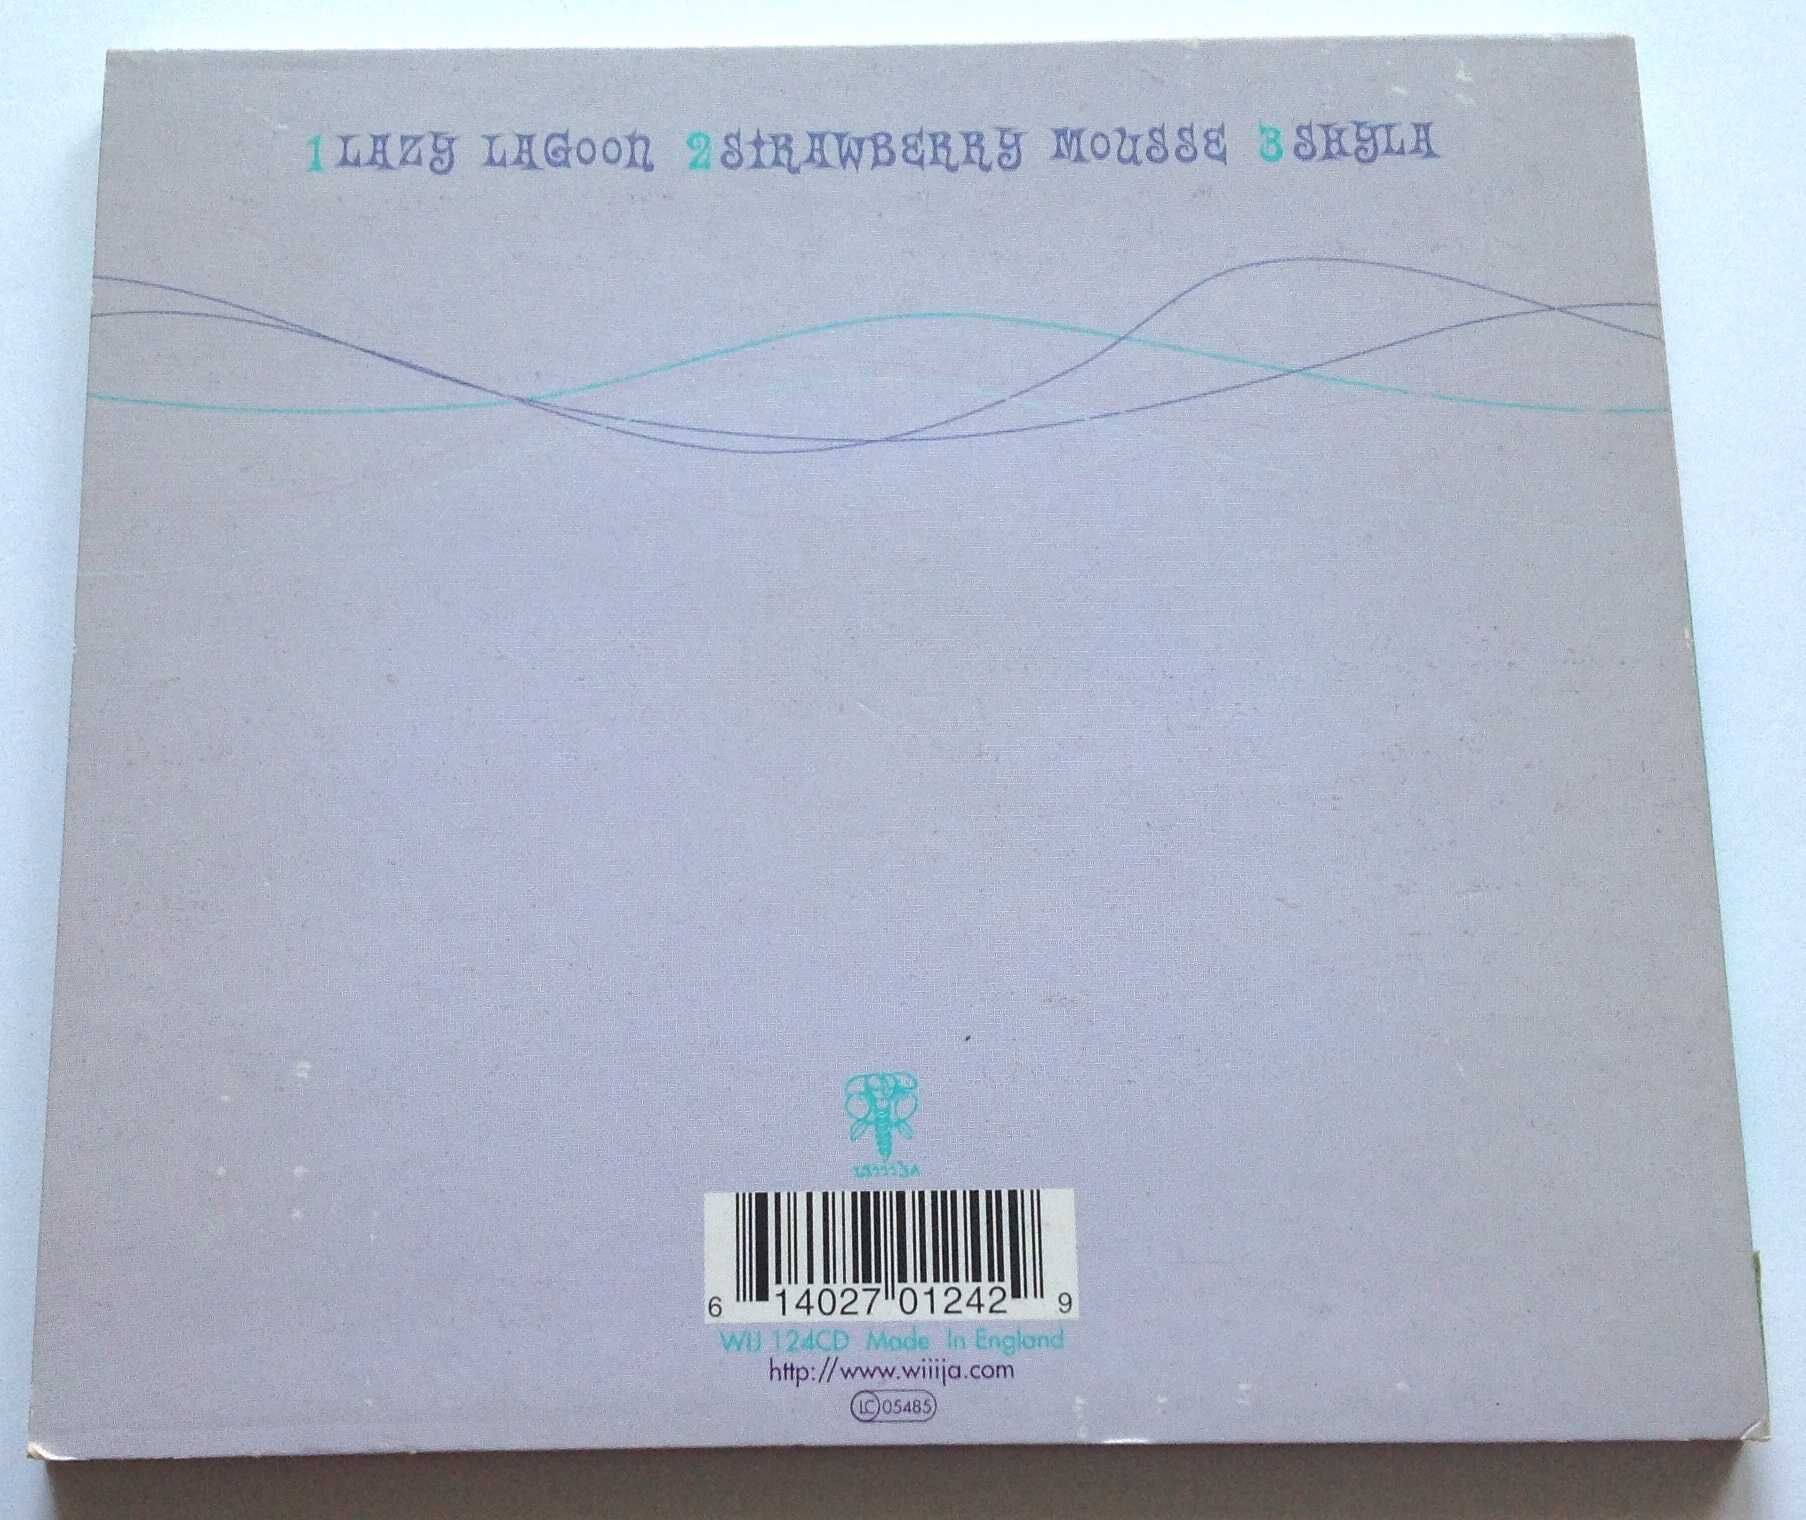 1 LAZY LAGOON 2 STRAWBERRY MOUSSE 3 SKYLA
6 14027 01242 9
WIJ 124CD Made In England
http://www.wiiija.com
LC 05485